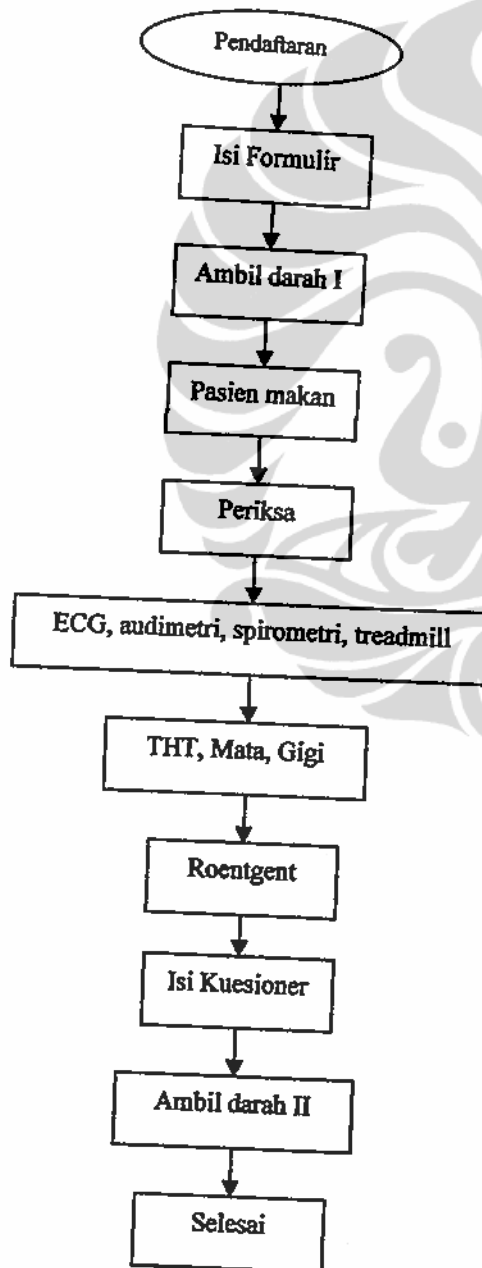 Pendaftaran
Isi Formulir
Ambil darah I
Pasien makan
Periksa
ECG, audimetri, spirometri, treadmill
THT, Mata, Gigi
Roentgent
Isi Kuesioner
Ambil darah II
Selesai